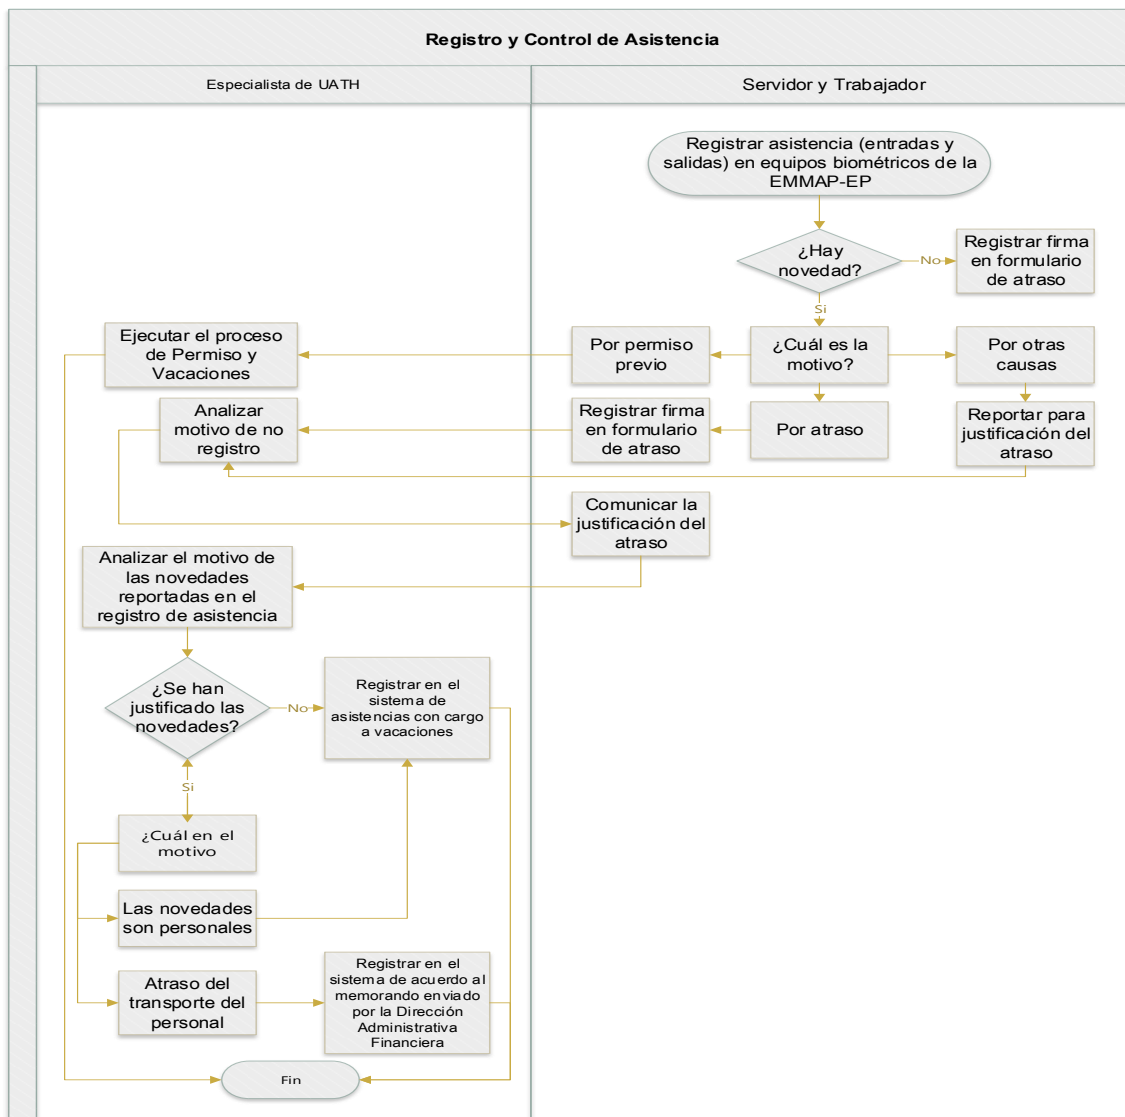 Registro y Control de Asistencia
Especialista de UATH
Servidor y Trabajador
Registrar asistencia (entradas y
salidas) en equipos biométricos de la
EMMAP-EP
¿Hay
novedad?
No
Registrar firma
en formulario
de atraso
Si
Ejecutar el proceso
de Permiso y
Vacaciones
Por permiso
previo
¿Cuál es la
motivo?
Por otras
causas
Analizar
motivo de no
registro
Registrar firma
en formulario
de atraso
Por atraso
Reportar para
justificación del
atraso
Comunicar la
justificación del
atraso
Analizar el motivo de
las novedades
reportadas en el
registro de asistencia
¿Se han
justificado las
novedades?
No
Registrar en el
sistema de
asistencias con cargo
a vacaciones
Si
¿Cuál en el
motivo
Las novedades
son personales
Atraso del
transporte del
personal
Registrar en el
sistema de acuerdo al
memorando enviado
por la Dirección
Administrativa
Financiera
Fin